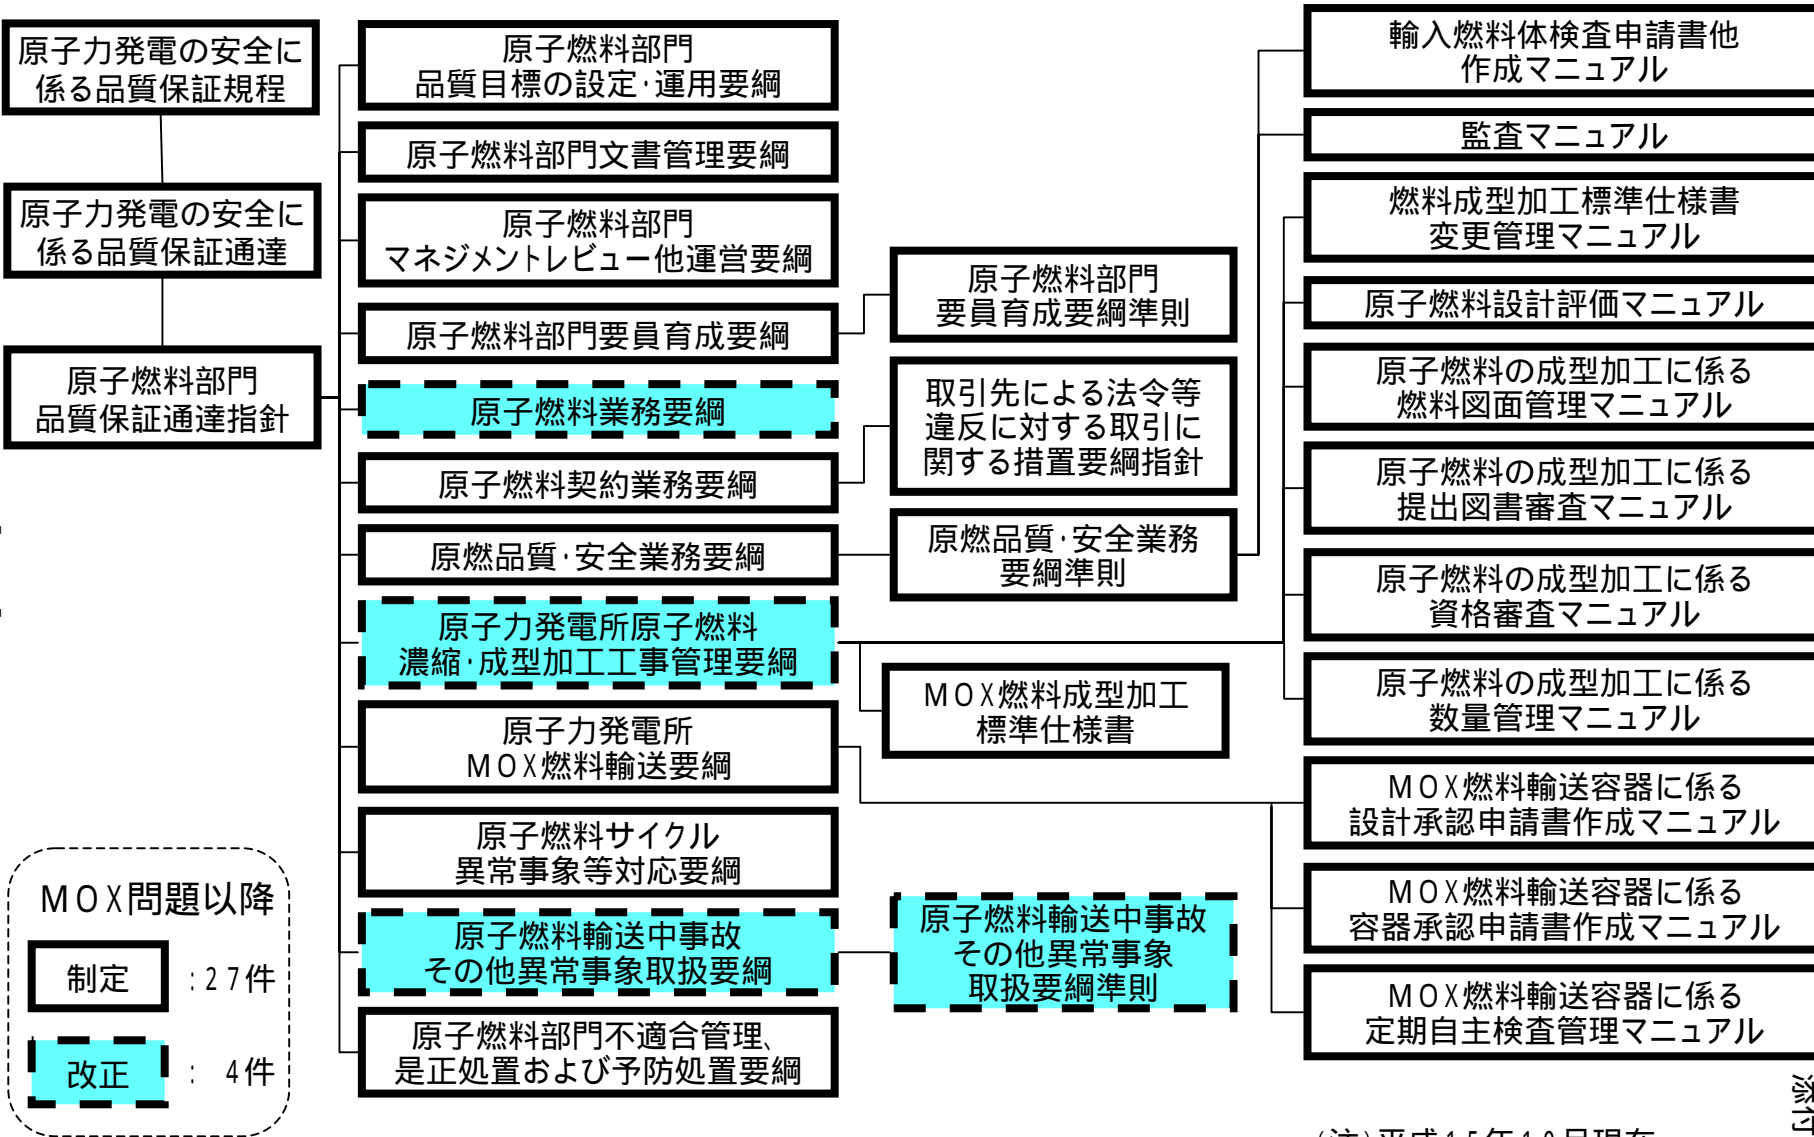 原子力発電の安全に
係る品質保証規程
原子力発電の安全に
係る品質保証通達
原子燃料部門
品質保証通達指針
原子燃料部門
品質目標の設定･運用要綱
原子燃料部門文書管理要綱
原子燃料部門
マネジメントレビュー他運営要綱
原子燃料部門要員育成要綱
原子燃料業務要綱
原子燃料契約業務要綱
原燃品質･安全業務要綱
原子力発電所原子燃料
濃縮･成型加工工事管理要綱
原子力発電所
MOX燃料輸送要綱
原子燃料サイクル
異常事象等対応要綱
原子燃料輸送中事故
その他異常事象取扱要綱
原子燃料部門不適合管理、
是正処置および予防処置要綱
原子燃料部門
要員育成要綱準則
取引先による法令等
違反に対する取引に
関する措置要綱指針
原燃品質･安全業務
要綱準則
MOX燃料成型加工
標準仕様書
原子燃料輸送中事故
その他異常事象
取扱要綱準則
輸入燃料体検査申請書他
作成マニュアル
監査マニュアル
燃料成型加工標準仕様書
変更管理マニュアル
原子燃料設計評価マニュアル
原子燃料の成型加工に係る
燃料図面管理マニュアル
原子燃料の成型加工に係る
提出図書審査マニュアル
原子燃料の成型加工に係る
資格審査マニュアル
原子燃料の成型加工に係る
数量管理マニュアル
MOX燃料輸送容器に係る
設計承認申請書作成マニュアル
MOX燃料輸送容器に係る
容器承認申請書作成マニュアル
MOX燃料輸送容器に係る
定期自主検査管理マニュアル
MOX問題以降
制定 :27件
改正 : 4件
(注)平成15年10月現在
添付